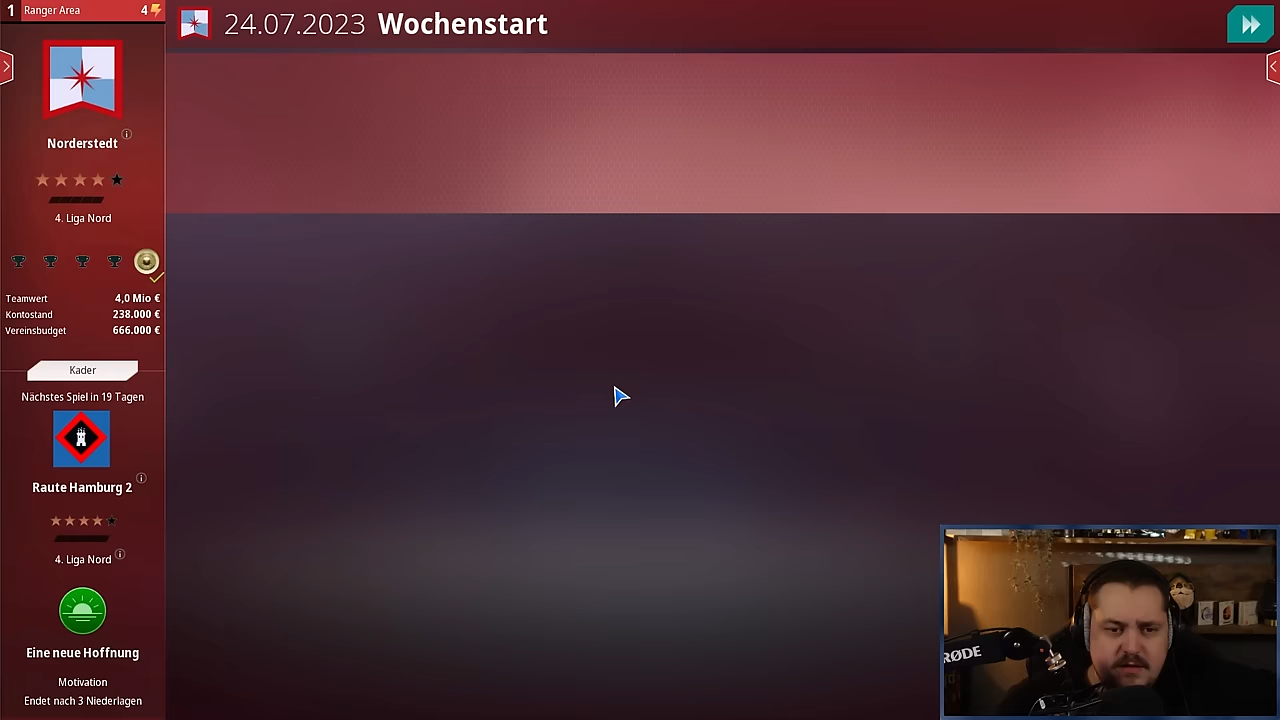 1 Ranger Area 4
24.07.2023 Wochenstart
Norderstedt
4. Liga Nord
Teamwert 4,0 Mio €
Kontostand 238.000 €
Vereinsbudget 666.000 €
Kader
Nächstes Spiel in 19 Tagen
Raute Hamburg 2
4. Liga Nord
Eine neue Hoffnung
Motivation
Endet nach 3 Niederlagen
RØDE